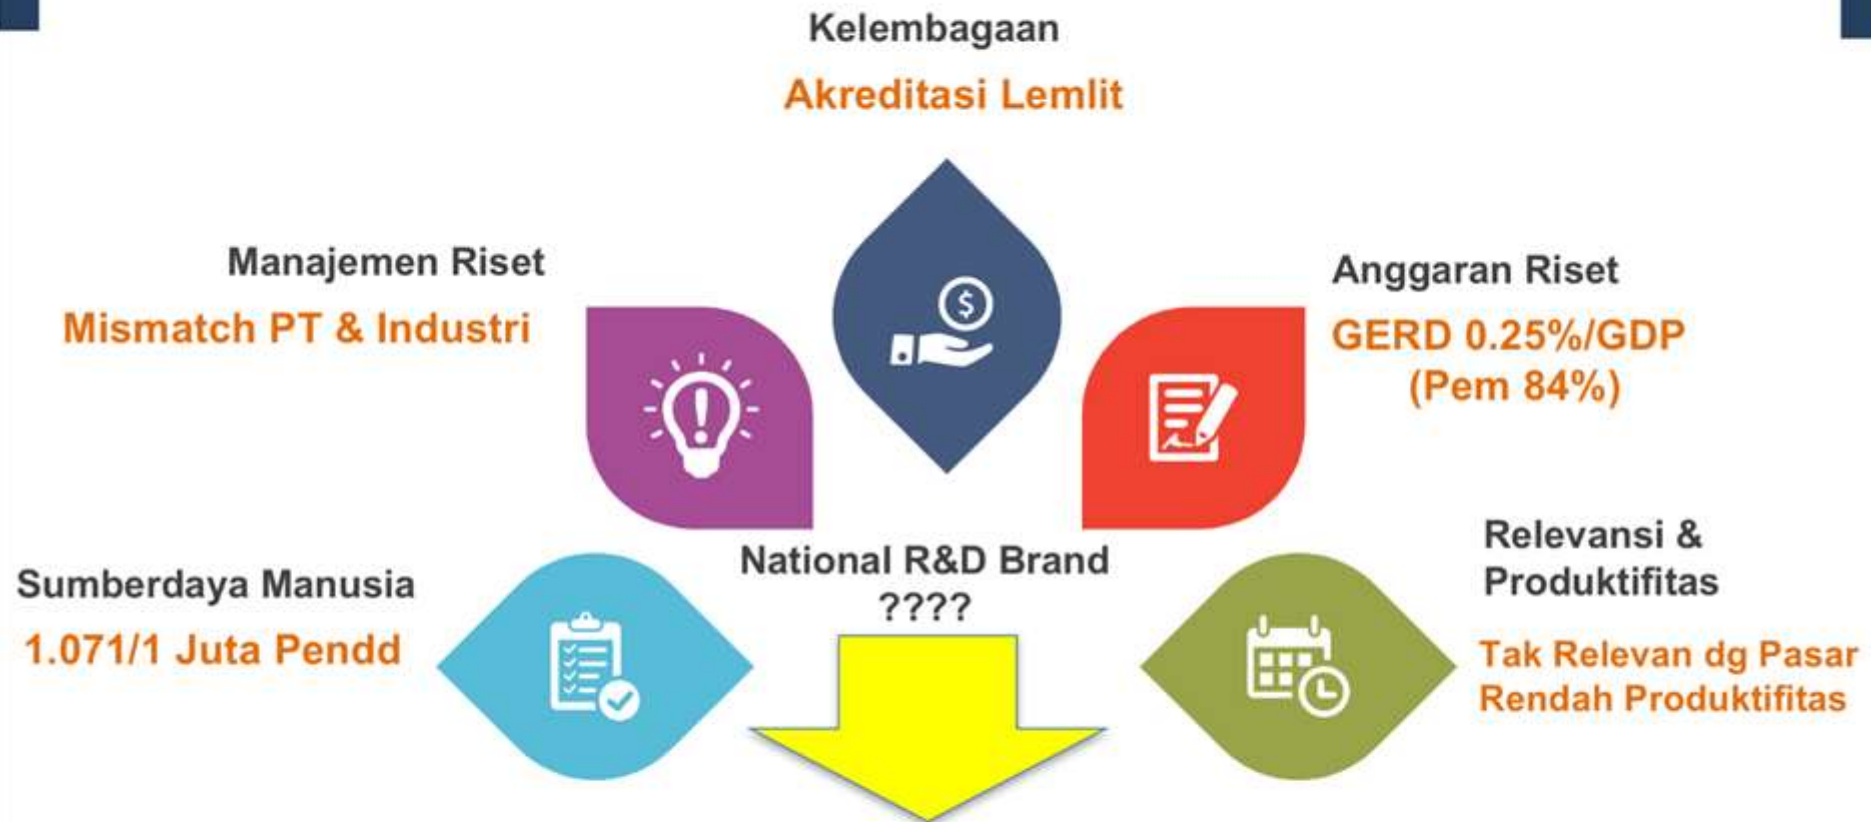 Kelembagaan
Akreditasi Lemlit
Manajemen Riset
Mismatch PT & Industri
Anggaran Riset
GERD 0.25%/GDP
(Pem 84%)
Sumberdaya Manusia
1.071/1 Juta Pendd
National R&D Brand
????
Relevansi &
Produktifitas
Tak Relevan dg Pasar
Rendah Produktifitas